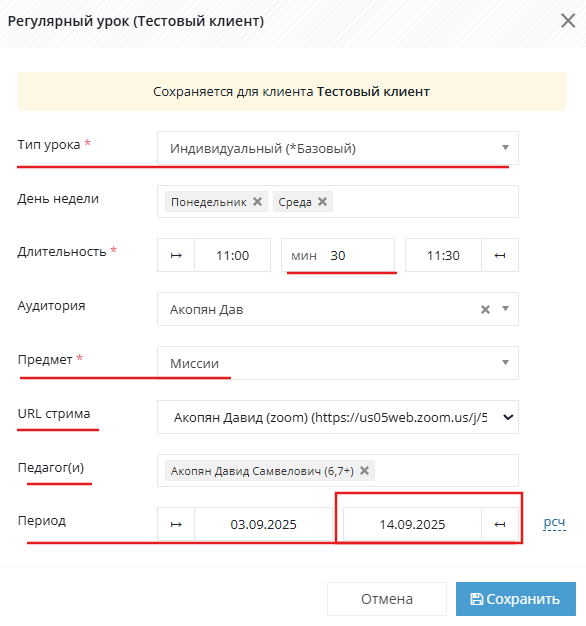 Регулярный урок (Тестовый клиент)
Сохраняется для клиента Тестовый клиент
Тип урока * Индивидуальный (*Базовый)
День недели Понедельник Среда
Длительность * 11:00 мин 30 11:30
Аудитория Акопян Дав
Предмет * Миссии
URL стрима Акопян Давид (zoom) (https://us05web.zoom.us/j/5
Педагог(и) Акопян Давид Самвелович (6,7+)
Период 03.09.2025 14.09.2025 рсч
Отмена Сохранить